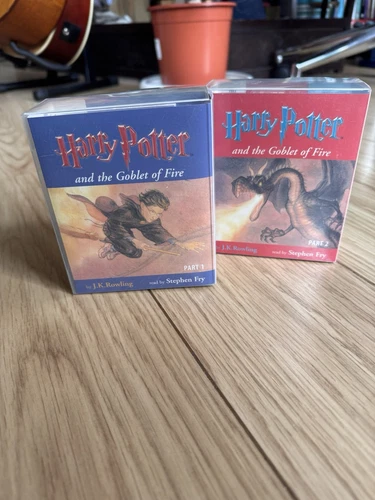 Harry Potter
and the Goblet of Fire
PART 1
by J.K.Rowling
read by Stephen Fry
Harry Potter
and the Goblet of Fire
PART 2
by J.K.Rowling
read by Stephen Fry